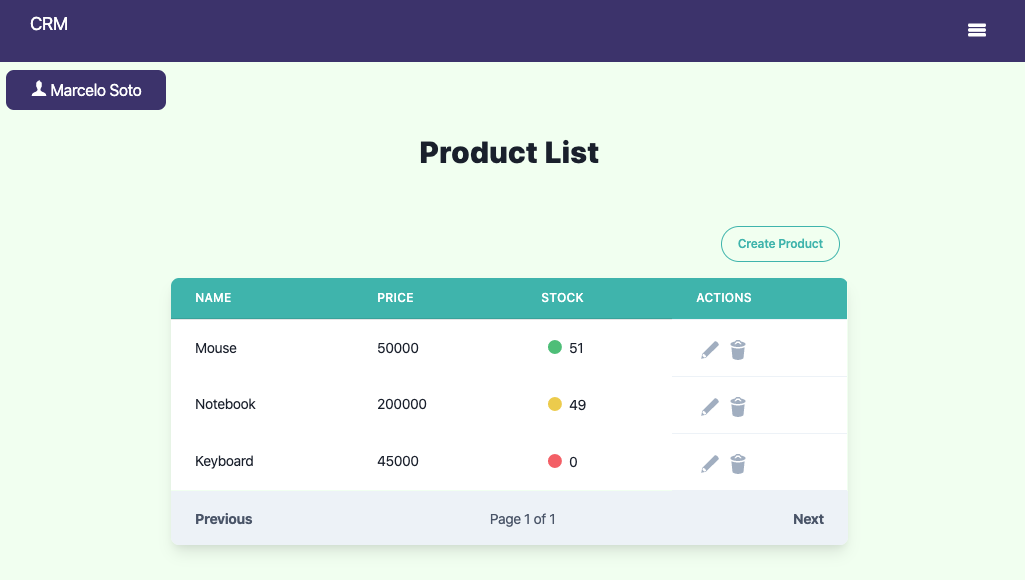 CRM
Marcelo Soto
Product List
Create Product
NAME PRICE STOCK ACTIONS
Mouse 50000 51
Notebook 200000 49
Keyboard 45000 0
Previous Page 1 of 1 Next